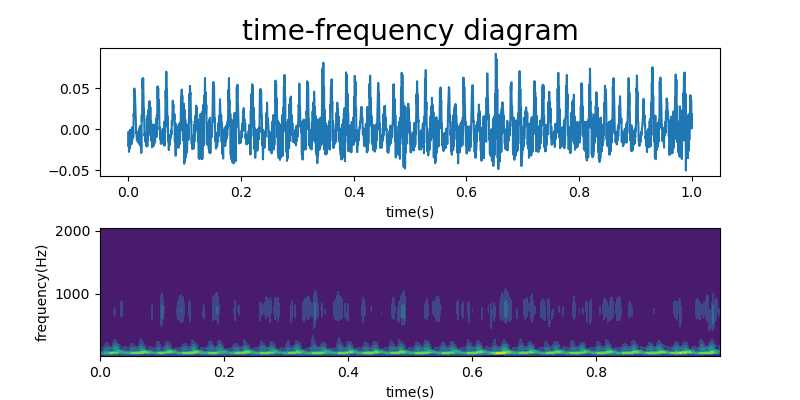 time-frequency diagram
0.05
0.00
−0.05
0.0 0.2 0.4 0.6 0.8 1.0
time(s)
2000
1000
frequency(Hz)
0.0 0.2 0.4 0.6 0.8
time(s)